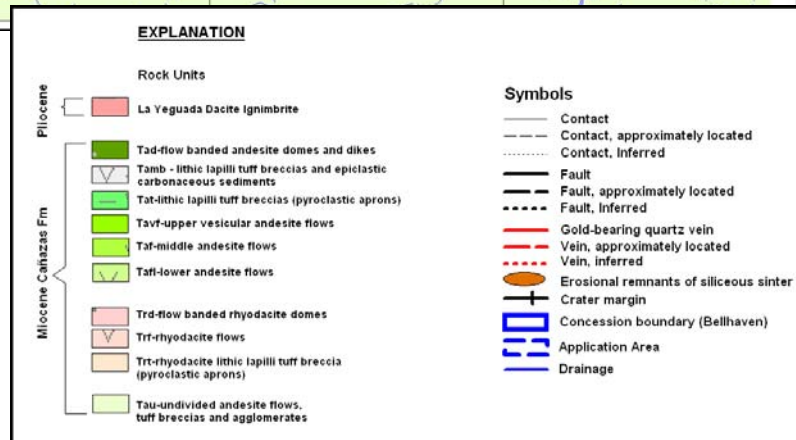 EXPLANATION
Rock Units
Pliocene
La Yeguada Dacite Ignimbrite
Miocene Cañazas Fm
Tad-flow banded andesite domes and dikes
Tamb - lithic lapilli tuff breccias and epiclastic
carbonaceous sediments
Tat-lithic lapilli tuff breccias (pyroclastic aprons)
Tavf-upper vesicular andesite flows
Taf-middle andesite flows
Tafl-lower andesite flows
Trd-flow banded rhyodacite domes
Trf-rhyodacite flows
Trt-rhyodacite lithic lapilli tuff breccia
(pyroclastic aprons)
Tau-undivided andesite flows,
tuff breccias and agglomerates
Symbols
Contact
Contact, approximately located
Contact, Inferred
Fault
Fault, approximately located
Fault, Inferred
Gold-bearing quartz vein
Vein, approximately located
Vein, inferred
Erosional remnants of siliceous sinter
Crater margin
Concession boundary (Bellhaven)
Application Area
Drainage